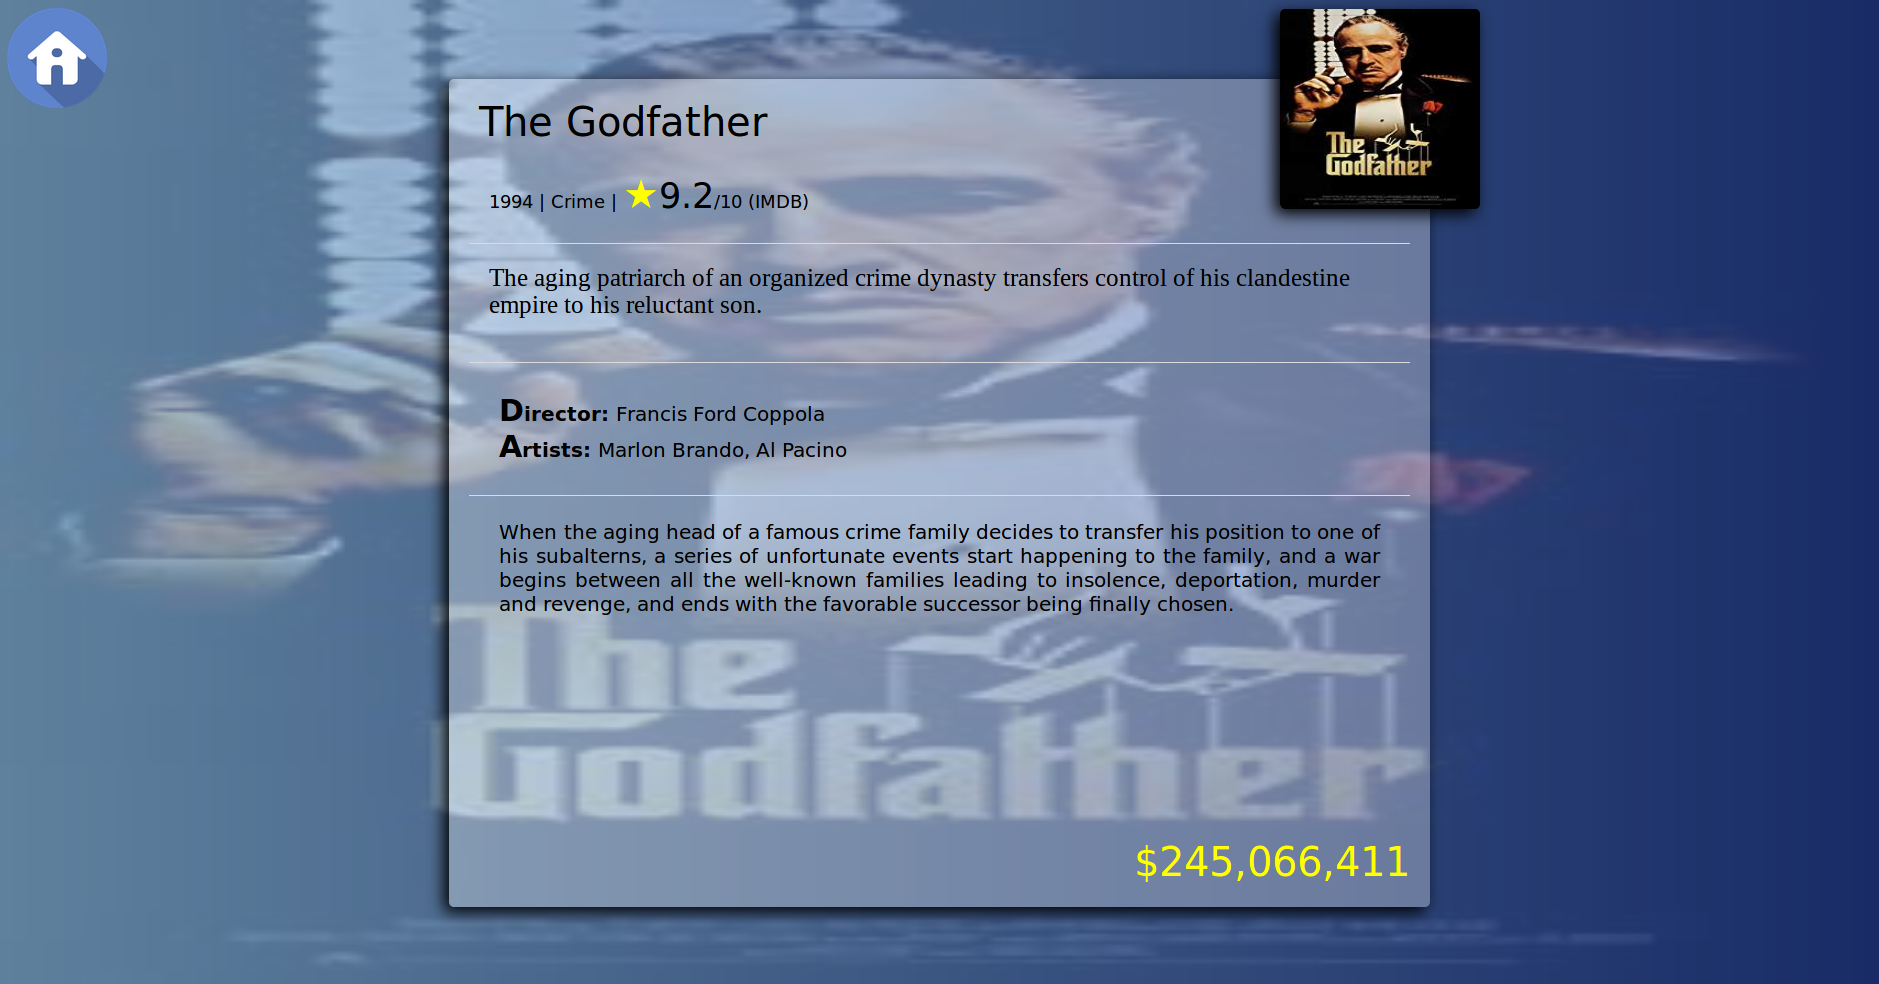 The Godfather
1994 | Crime | ★9.2/10 (IMDB)
The aging patriarch of an organized crime dynasty transfers control of his clandestine
empire to his reluctant son.
Director: Francis Ford Coppola
Artists: Marlon Brando, Al Pacino
When the aging head of a famous crime family decides to transfer his position to one of
his subalterns, a series of unfortunate events start happening to the family, and a war
begins between all the well-known families leading to insolence, deportation, murder
and revenge, and ends with the favorable successor being finally chosen.
$245,066,411
The
Godfather
The
Godfather